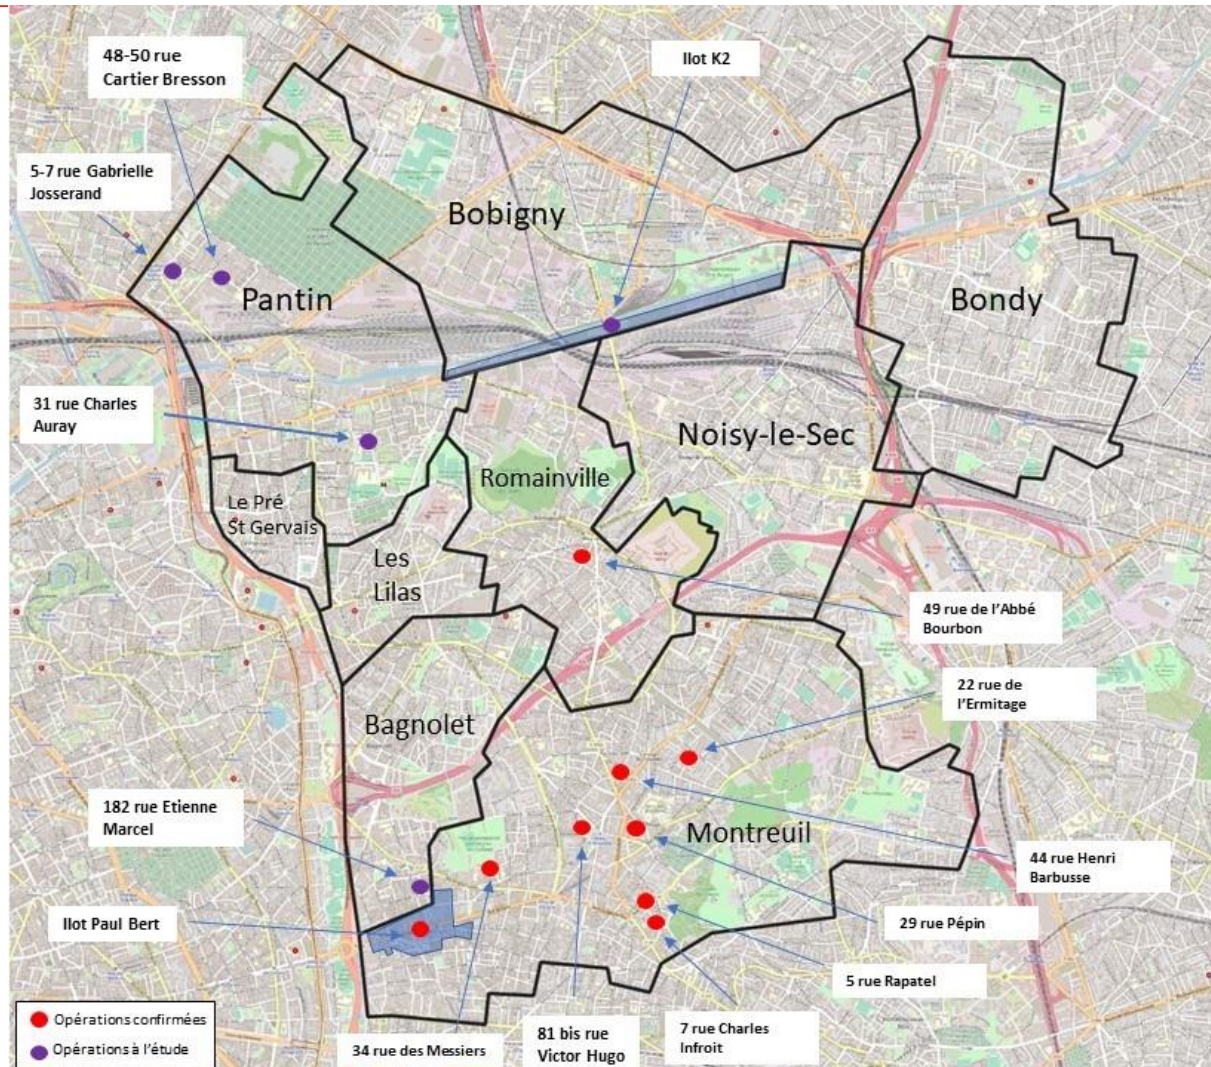 48-50 rue
Cartier Bresson
Ilot K2
5-7 rue Gabrielle
Josserand
Bobigny
Pantin
Bondy
31 rue Charles
Auray
Noisy-le-Sec
Romainville
Le Pré
St Gervais
Les
Lilas
49 rue de l'Abbé
Bourbon
22 rue de
l'Ermitage
Bagnolet
182 rue Etienne
Marcel
Montreuil
44 rue Henri
Barbusse
Ilot Paul Bert
29 rue Pépin
5 rue Rapatel
Opérations confirmées
Opérations à l'étude
34 rue des Messiers
81 bis rue
Victor Hugo
7 rue Charles
Infroit